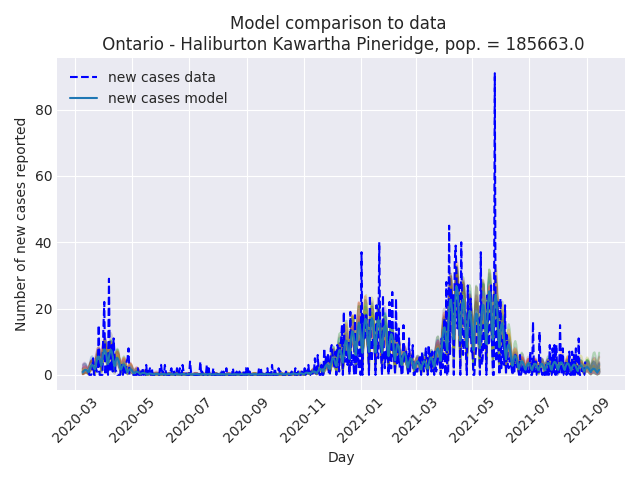 Model comparison to data
Ontario - Haliburton Kawartha Pineridge, pop. = 185663.0
new cases data
new cases model
Number of new cases reported
80
60
40
20
0
2020-03
2020-05
2020-07
2020-09
2020-11
2021-01
2021-03
2021-05
2021-07
2021-09
Day